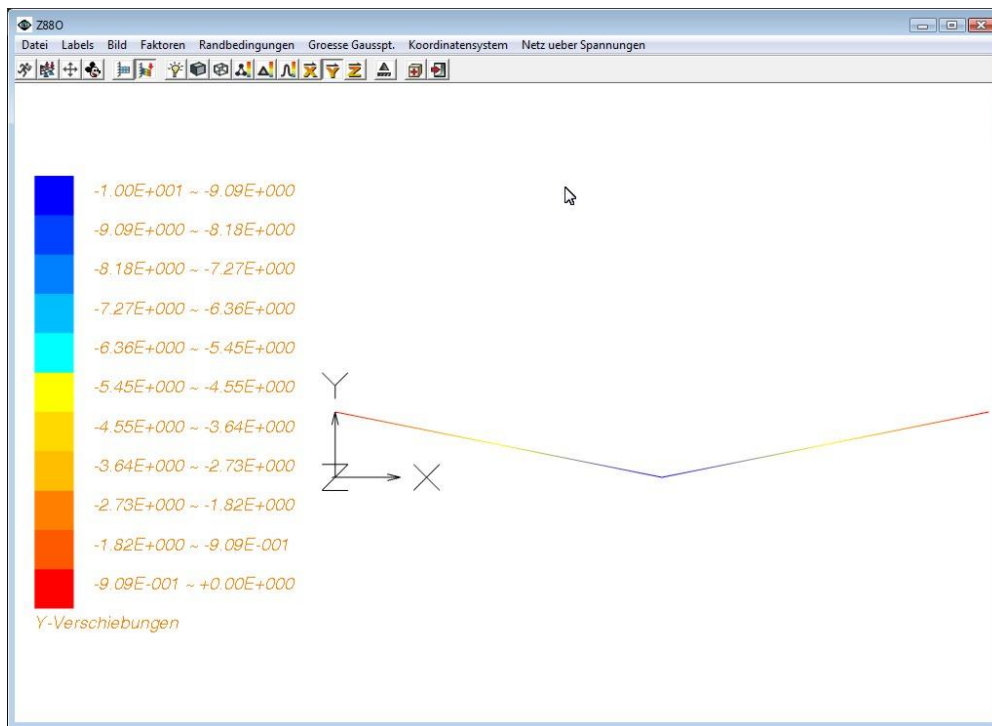 Z88O
Datei Labels Bild Faktoren Randbedingungen Groesse Gausspt. Koordinatensystem Netz ueber Spannungen
X Y Z
-1.00E+001 ~ -9.09E+000
-9.09E+000 ~ -8.18E+000
-8.18E+000 ~ -7.27E+000
-7.27E+000 ~ -6.36E+000
-6.36E+000 ~ -5.45E+000
-5.45E+000 ~ -4.55E+000
-4.55E+000 ~ -3.64E+000
-3.64E+000 ~ -2.73E+000
-2.73E+000 ~ -1.82E+000
-1.82E+000 ~ -9.09E-001
-9.09E-001 ~ +0.00E+000
Y-Verschiebungen
Y
Z X